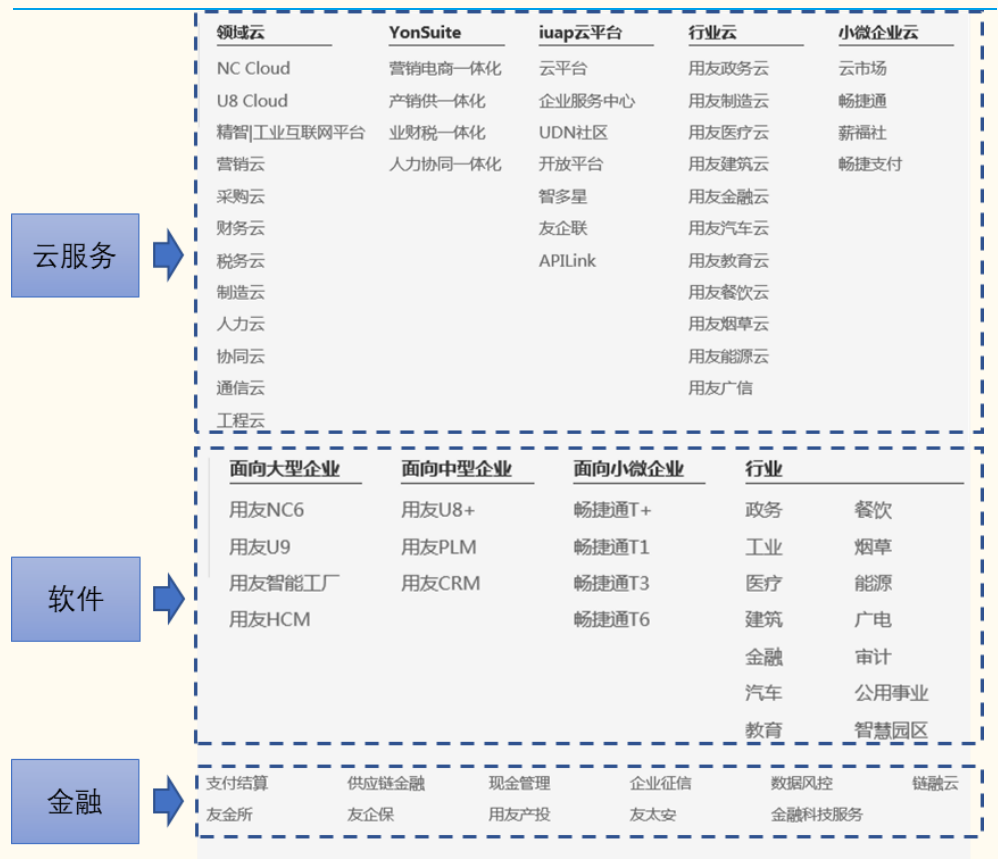 云服务
领域云 YonSuite iuap云平台 行业云 小微企业云
NC Cloud 营销电商一体化 云平台 用友政务云 云市场
U8 Cloud 产销供一体化 企业服务中心 用友制造云 畅捷通
精智|工业互联网平台 业财税一体化 UDN社区 用友医疗云 薪福社
营销云 人力协同一体化 开放平台 用友建筑云 畅捷支付
采购云 智多星 用友金融云
财务云 友企联 用友汽车云
税务云 APILink 用友教育云
制造云 用友餐饮云
人力云 用友烟草云
协同云 用友能源云
通信云 用友广信
工程云
软件
面向大型企业 面向中型企业 面向小微企业 行业
用友NC6 用友U8+ 畅捷通T+ 政务 餐饮
用友U9 用友PLM 畅捷通T1 工业 烟草
用友智能工厂 用友CRM 畅捷通T3 医疗 能源
用友HCM 畅捷通T6 建筑 广电
金融 审计
汽车 公用事业
教育 智慧园区
金融
支付结算 供应链金融 现金管理 企业征信 数据风控 链融云
友金所 友企保 用友产投 友太安 金融科技服务